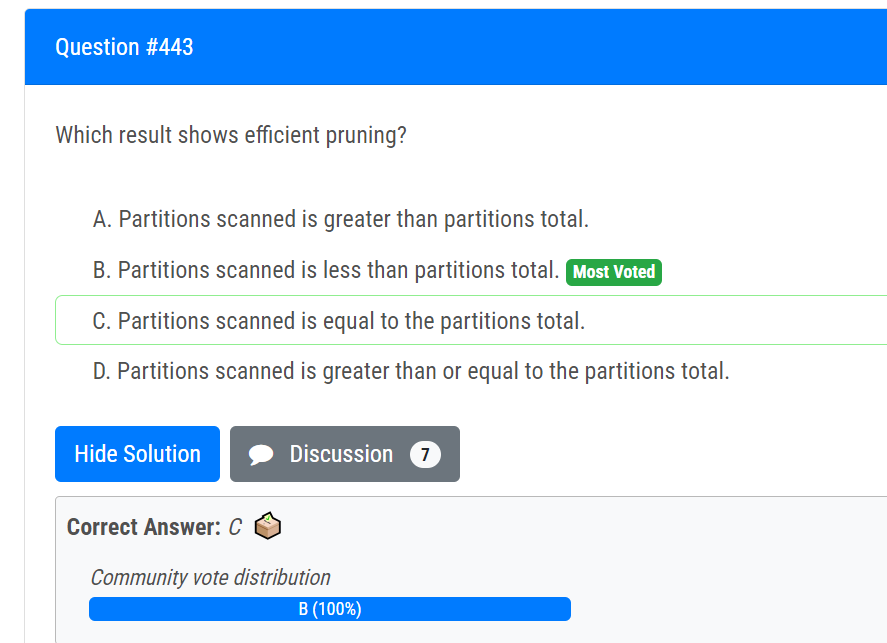 Question #443
Which result shows efficient pruning?
A. Partitions scanned is greater than partitions total.
B. Partitions scanned is less than partitions total. Most Voted
C. Partitions scanned is equal to the partitions total.
D. Partitions scanned is greater than or equal to the partitions total.
Hide Solution Discussion 7
Correct Answer: C
Community vote distribution
B (100%)